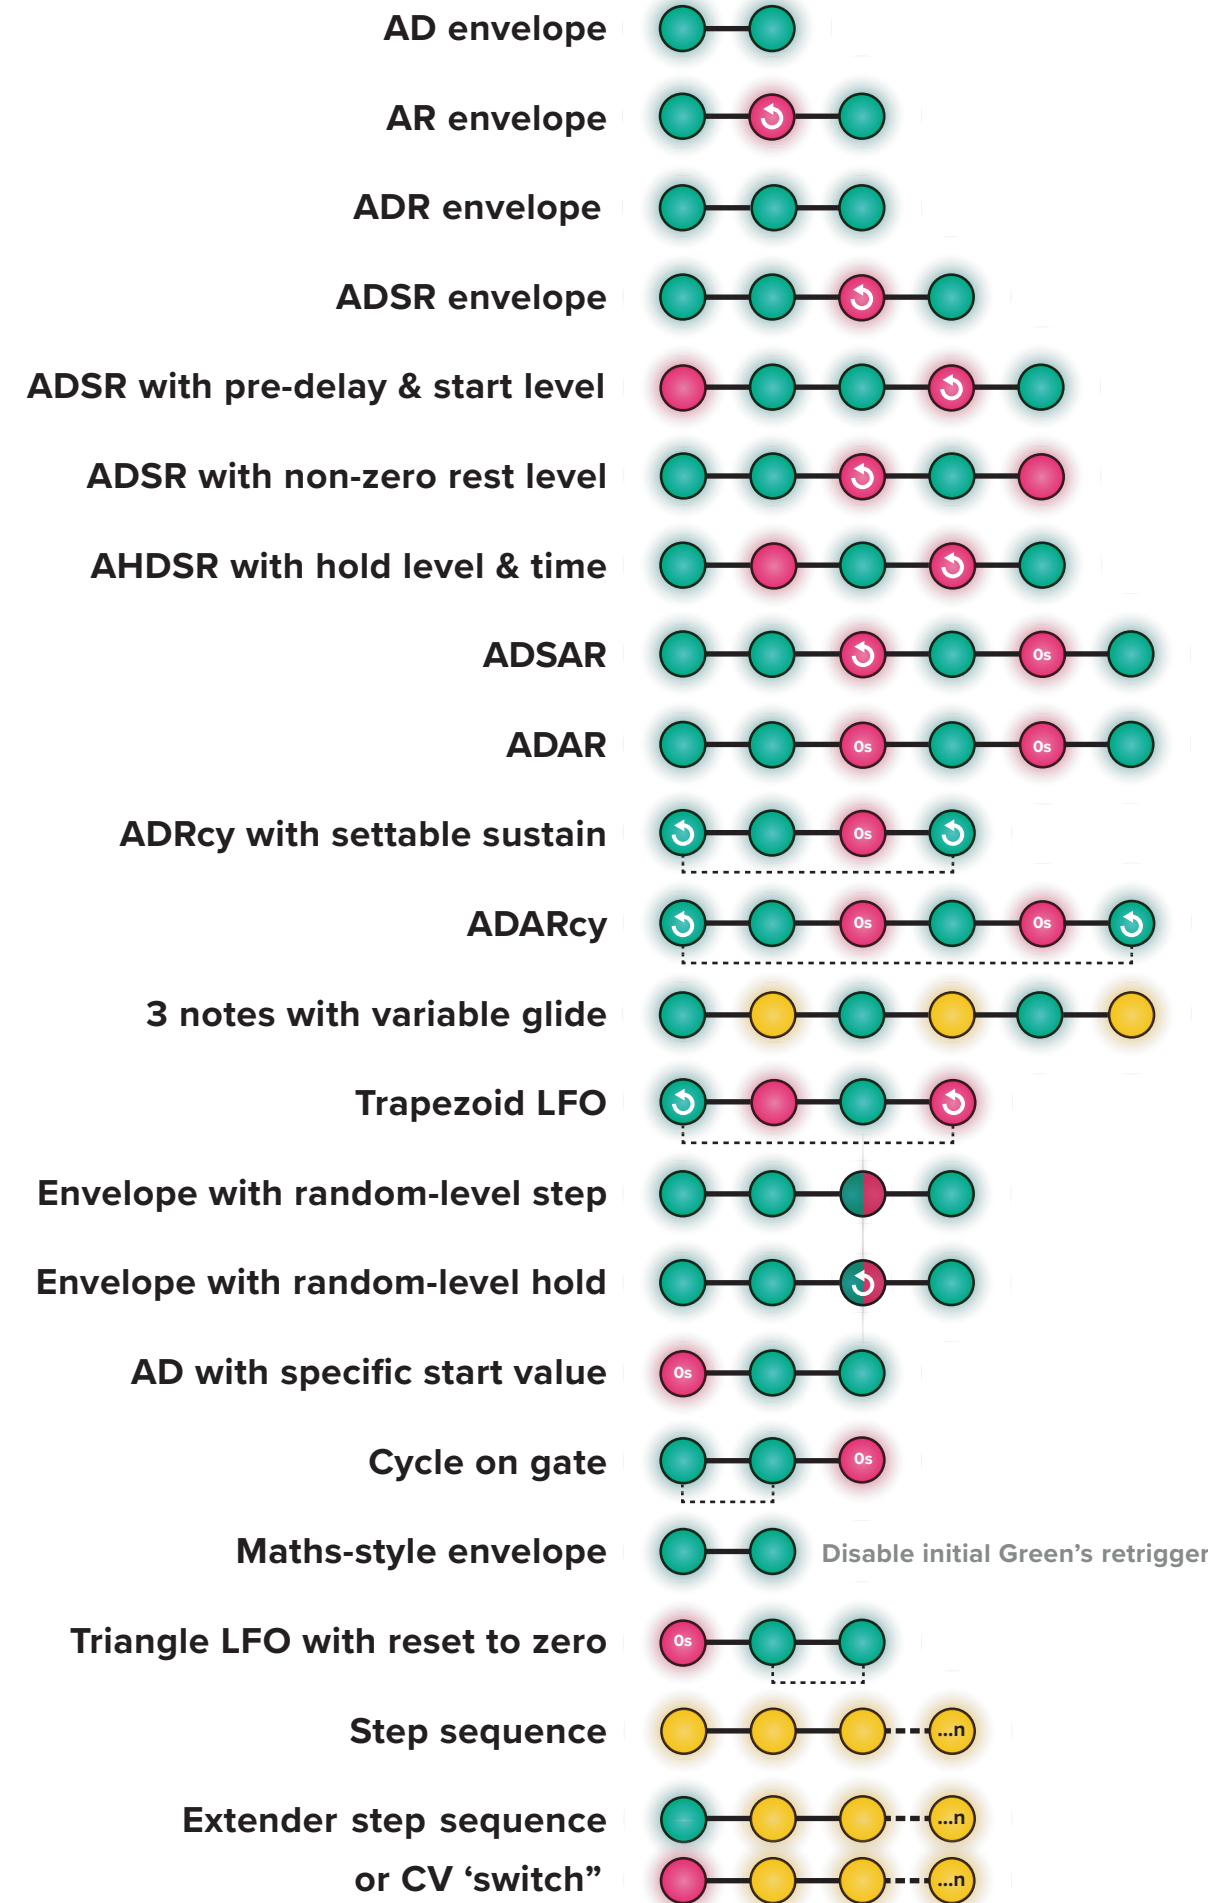 AD envelope
AR envelope
ADR envelope
ADSR envelope
ADSR with pre-delay & start level
ADSR with non-zero rest level
AHDSR with hold level & time
ADSAR 0s
ADAR 0s 0s
ADRcy with settable sustain 0s
ADARcy 0s 0s
3 notes with variable glide
Trapezoid LFO
Envelope with random-level step
Envelope with random-level hold
AD with specific start value 0s
Cycle on gate 0s
Maths-style envelope Disable initial Green’s retrigger
Triangle LFO with reset to zero 0s
Step sequence ...n
Extender step sequence ...n
or CV ‘switch” ...n